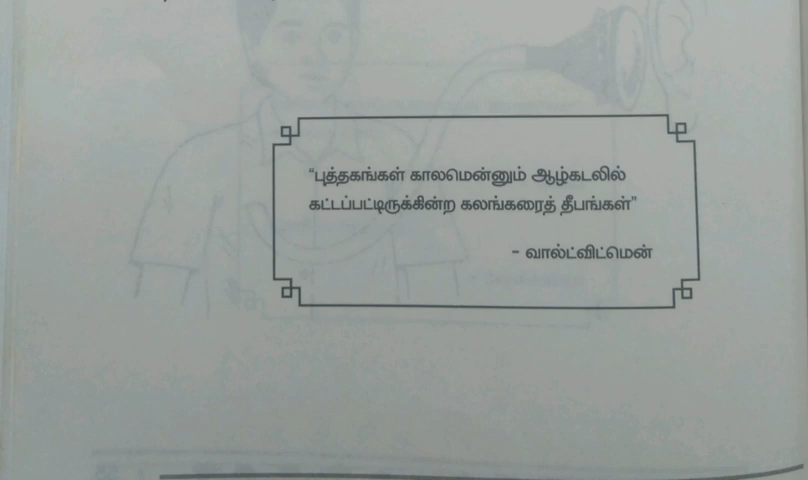 “புத்தகங்கள் காலமென்னும் ஆழ்கடலில்
கட்டப்பட்டிருக்கின்ற கலங்கரைத் தீபங்கள்”
- வால்ட்விட்மென்